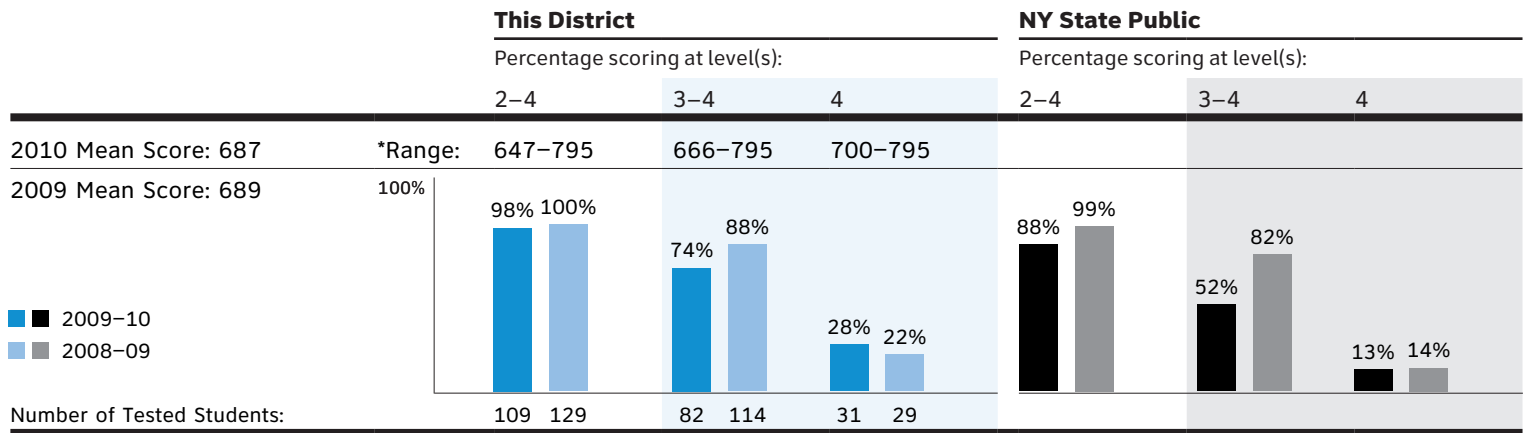 This District NY State Public
Percentage scoring at level(s): Percentage scoring at level(s):
2–4 3–4 4 2–4 3–4 4
2010 Mean Score: 687 *Range: 647–795 666–795 700–795
2009 Mean Score: 689 100%
98% 100% 74% 88% 28% 22% 88% 99% 52% 82% 13% 14%
2009–10
2008–09
Number of Tested Students: 109 129 82 114 31 29